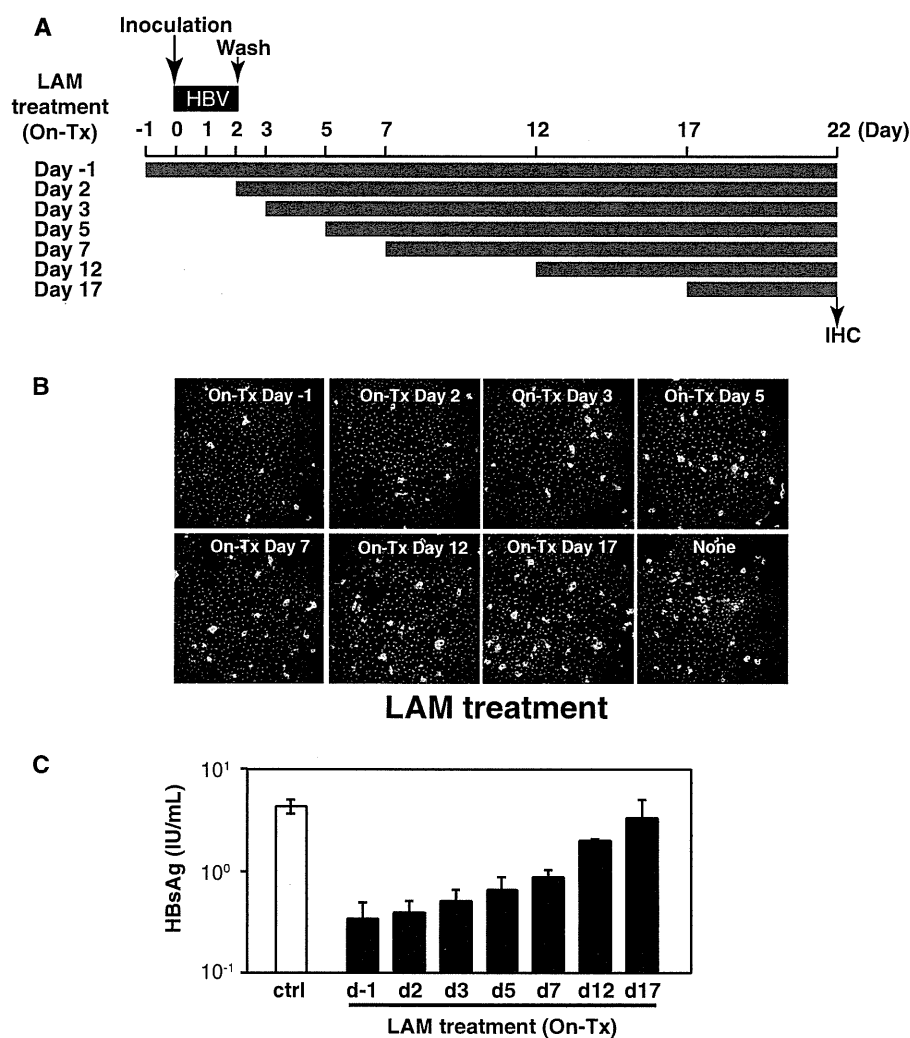 A
Inoculation
Wash
LAM
treatment
(On-Tx)
HBV
-1 0 1 2 3 5 7 12 17 22 (Day)
Day -1
Day 2
Day 3
Day 5
Day 7
Day 12
Day 17
IHC
B
On-Tx Day -1 On-Tx Day 2 On-Tx Day 3 On-Tx Day 5
On-Tx Day 7 On-Tx Day 12 On-Tx Day 17 None
LAM treatment
C
HBsAg (IU/mL)
10¹
10⁰
10⁻¹
ctrl d-1 d2 d3 d5 d7 d12 d17
LAM treatment (On-Tx)